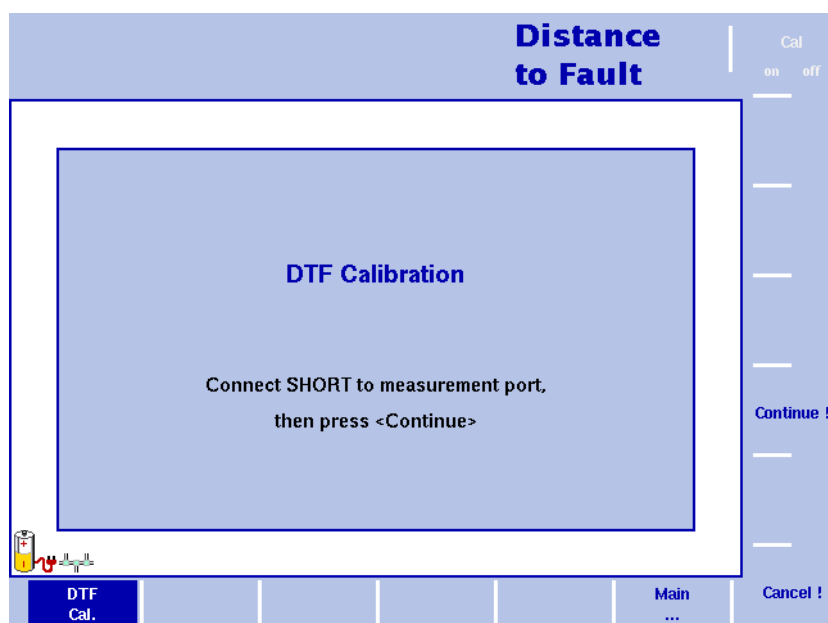 Distance
to Fault
Cal
on off
DTF Calibration
Connect SHORT to measurement port,
then press <Continue>
Continue !
DTF
Cal.
Main
...
Cancel !